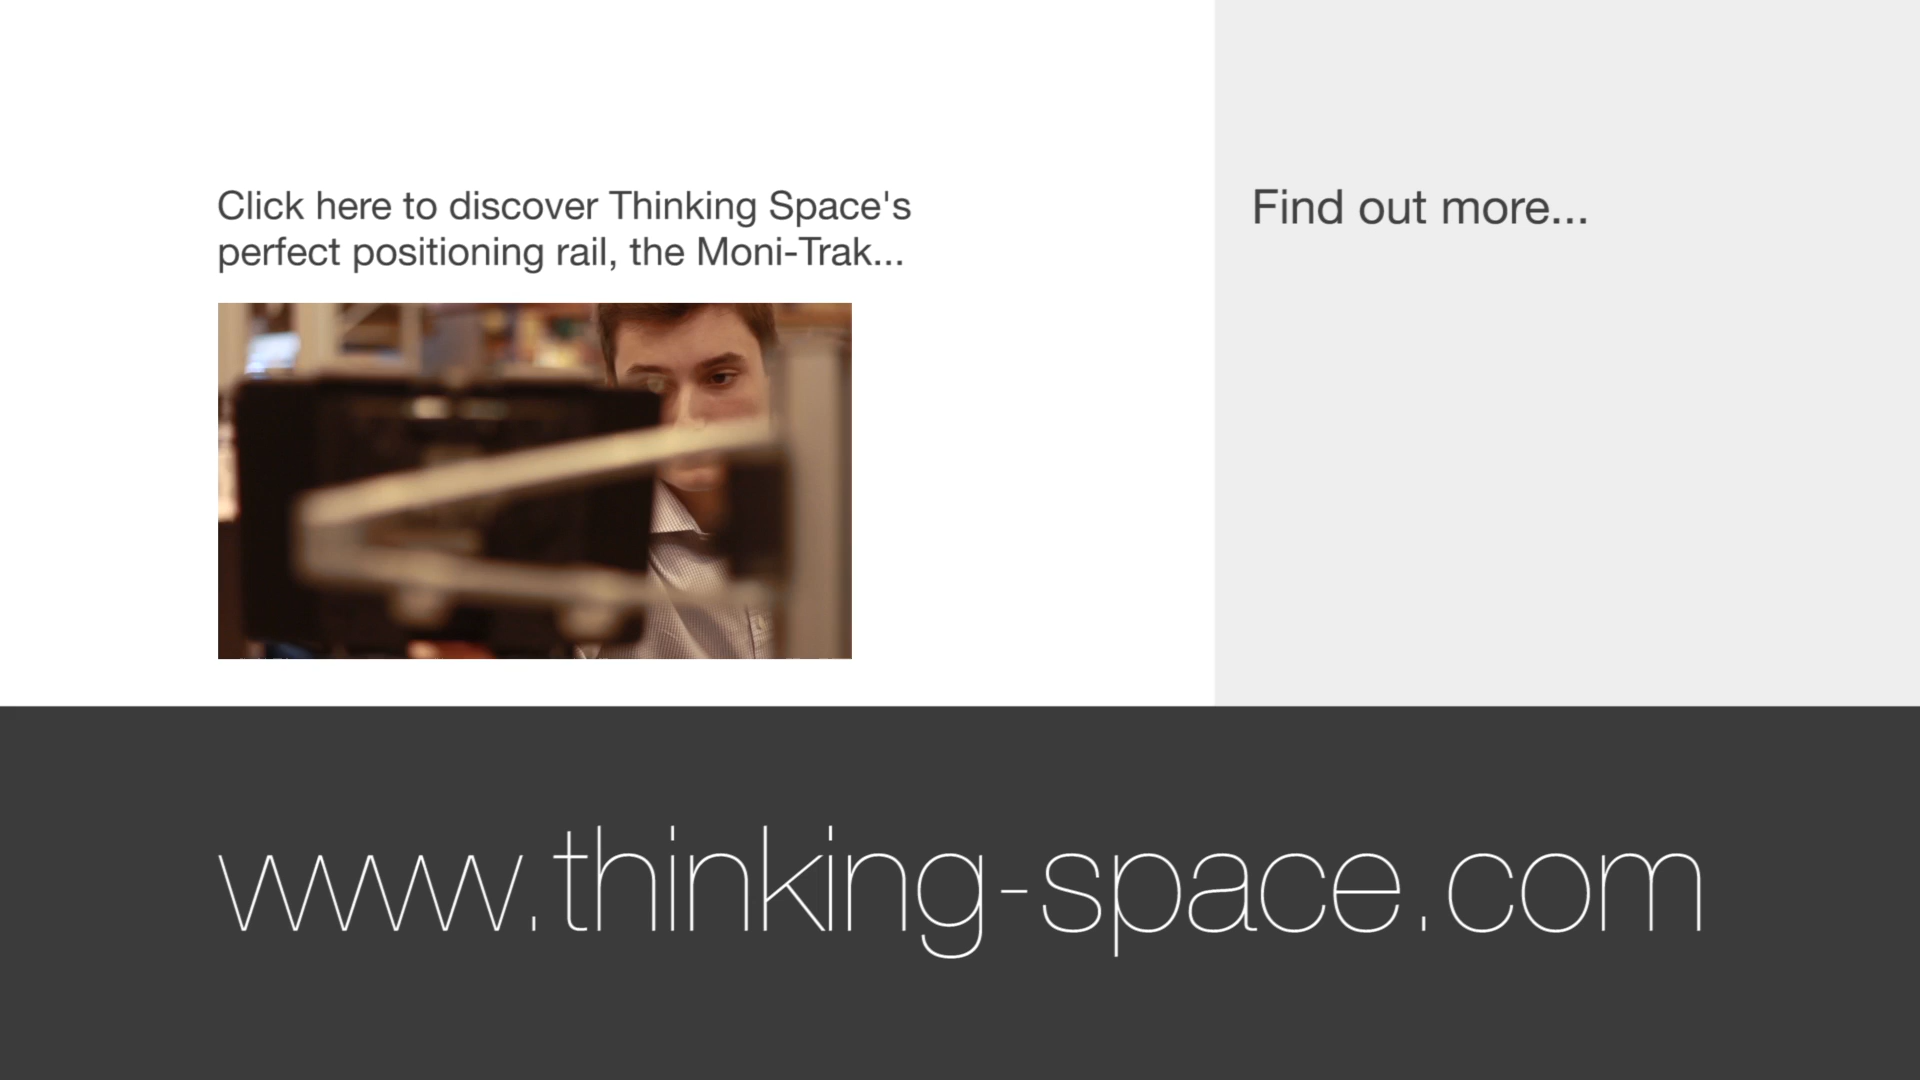 Click here to discover Thinking Space's
perfect positioning rail, the Moni-Trak...
Find out more...
www.thinking-space.com